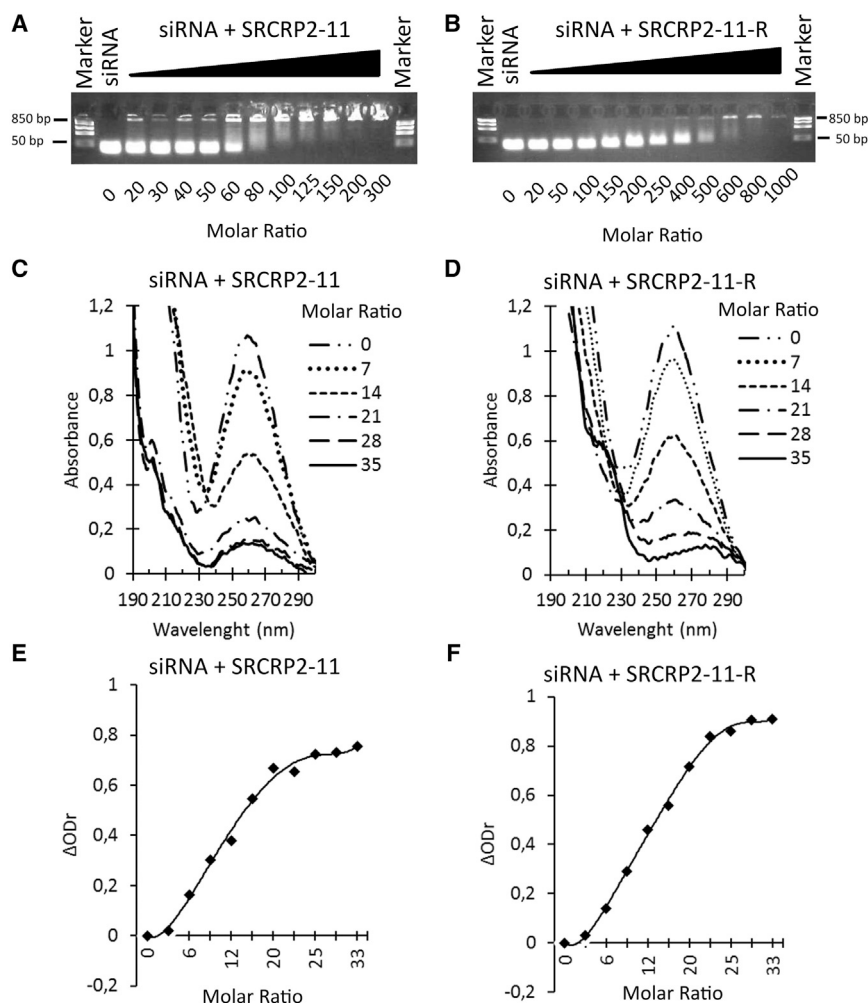 A
siRNA + SRCRP2-11
Marker
siRNA
Marker
850 bp
50 bp
0 20 30 40 50 60 80 100 125 150 200 300
Molar Ratio
B
siRNA + SRCRP2-11-R
Marker
siRNA
Marker
850 bp
50 bp
0 20 50 100 150 200 250 400 500 600 800 1000
Molar Ratio
C
siRNA + SRCRP2-11
Molar Ratio
0
7
14
21
28
35
1,2
1
0,8
0,6
0,4
0,2
0
Absorbance
190 210 230 250 270 290
Wavelenght (nm)
D
siRNA + SRCRP2-11-R
Molar Ratio
0
7
14
21
28
35
1,2
1
0,8
0,6
0,4
0,2
0
Absorbance
190 210 230 250 270 290
Wavelenght (nm)
E
siRNA + SRCRP2-11
1
0,8
0,6
0,4
0,2
0
-0,2
ΔODr
0 6 12 20 25 33
Molar Ratio
F
siRNA + SRCRP2-11-R
1
0,8
0,6
0,4
0,2
0
-0,2
ΔODr
0 6 12 20 25 33
Molar Ratio